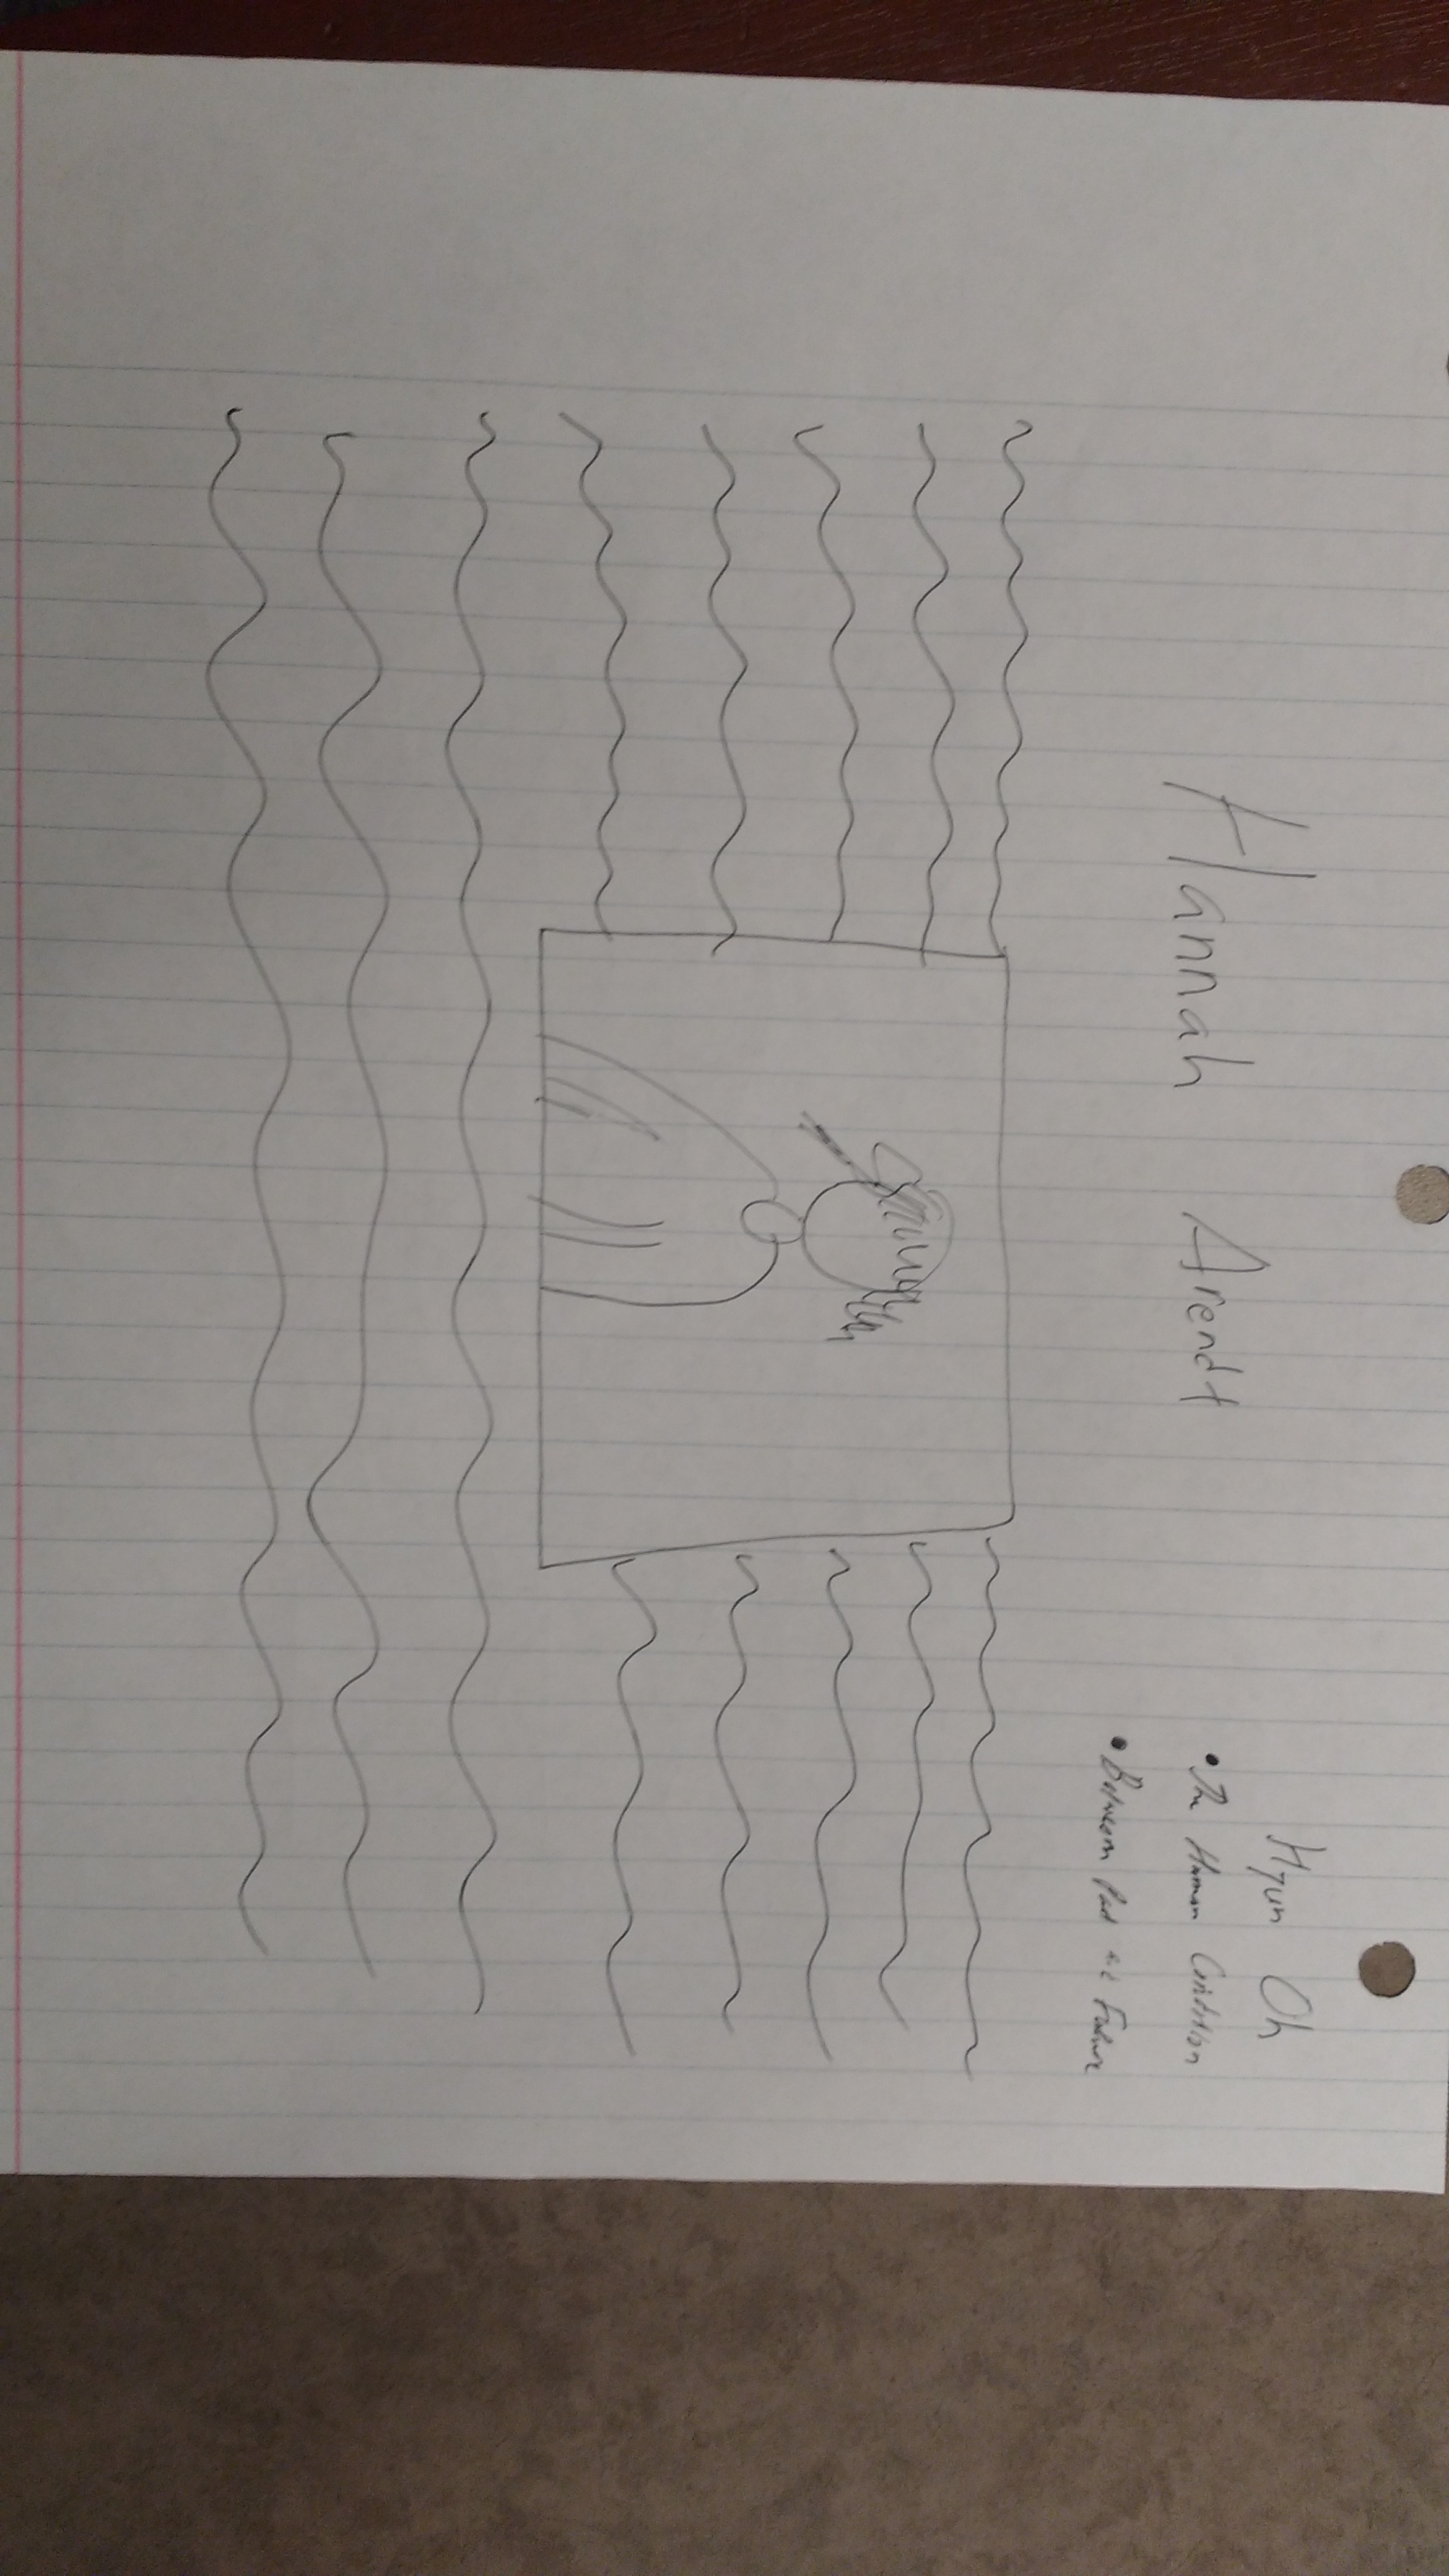 Hyun Oh
• The Human Condition
• Between Past and Future
Hannah Arendt